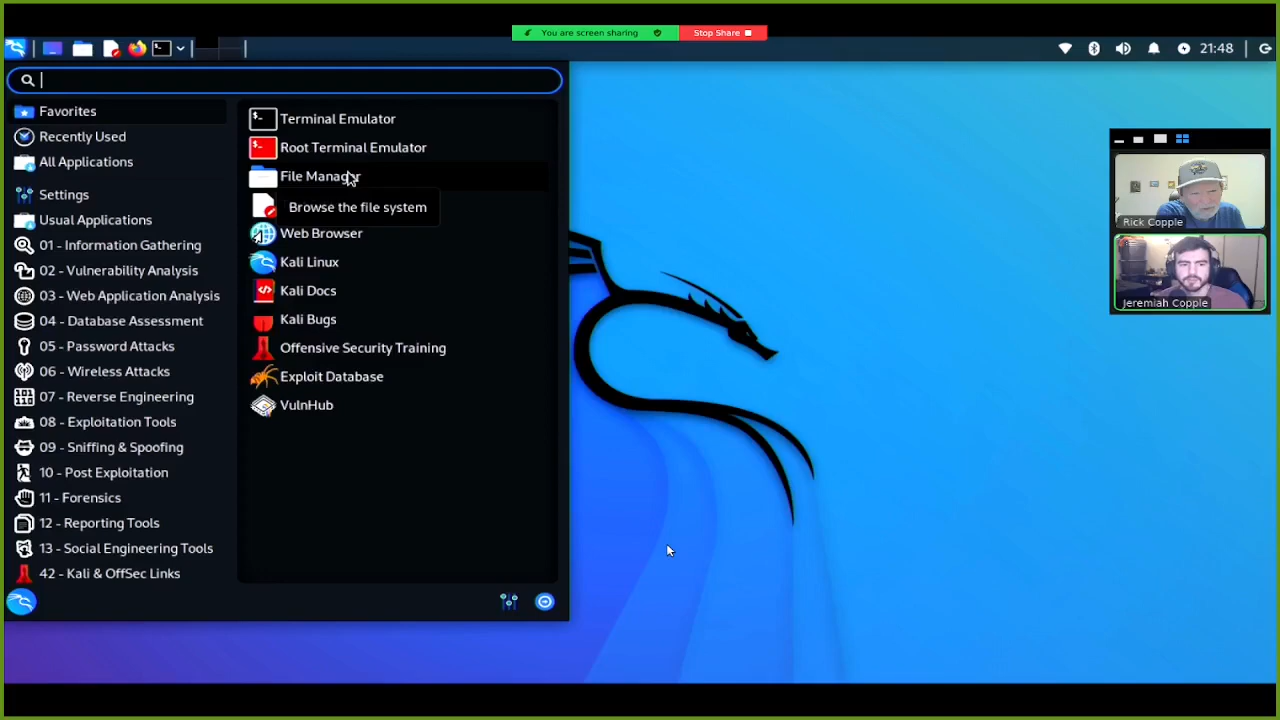 You are screen sharing
Stop Share
21:48
Favorites
Recently Used
All Applications
Settings
Usual Applications
01 - Information Gathering
02 - Vulnerability Analysis
03 - Web Application Analysis
04 - Database Assessment
05 - Password Attacks
06 - Wireless Attacks
07 - Reverse Engineering
08 - Exploitation Tools
09 - Sniffing & Spoofing
10 - Post Exploitation
11 - Forensics
12 - Reporting Tools
13 - Social Engineering Tools
42 - Kali & OffSec Links
Terminal Emulator
Root Terminal Emulator
File Manager
Browse the file system
Web Browser
Kali Linux
Kali Docs
Kali Bugs
Offensive Security Training
Exploit Database
VulnHub
Rick Copple
Jeremiah Copple